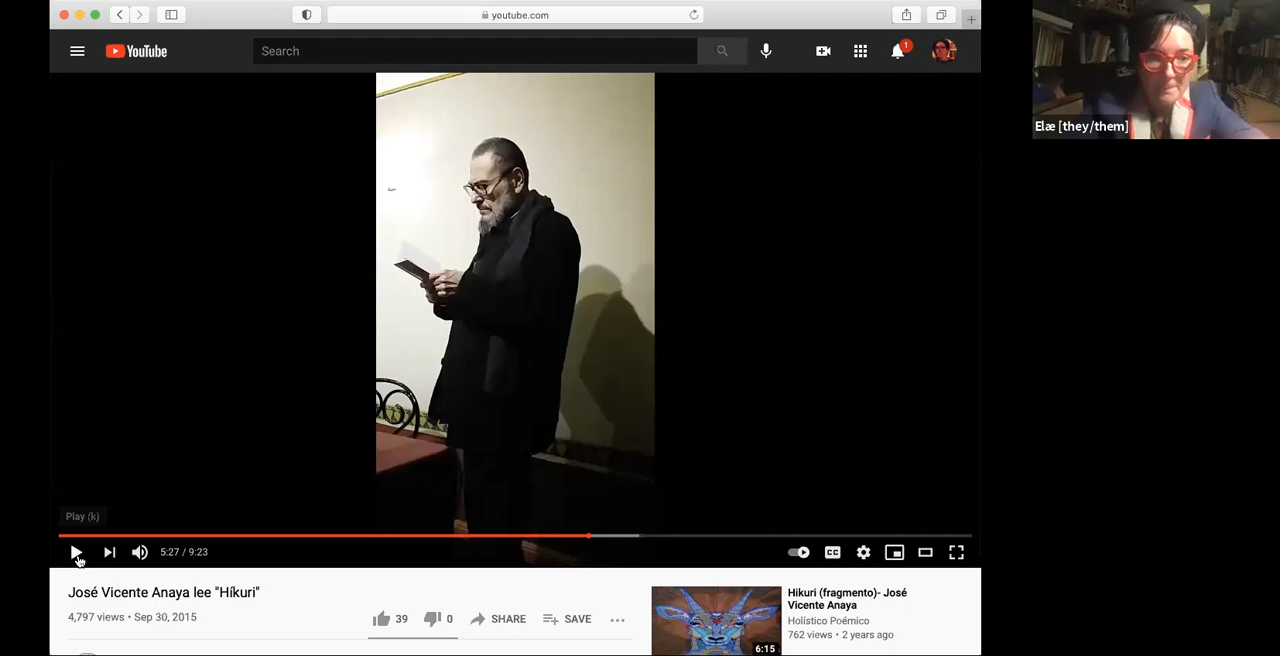 youtube.com
YouTube
Search
1
Elæ [they/them]
Play (k)
5:27 / 9:23
CC
José Vicente Anaya lee "Híkuri"
4,797 views • Sep 30, 2015
39
0
SHARE
SAVE
Hikuri (fragmento)- José
Vicente Anaya
Holístico Poémico
762 views • 2 years ago
6:15